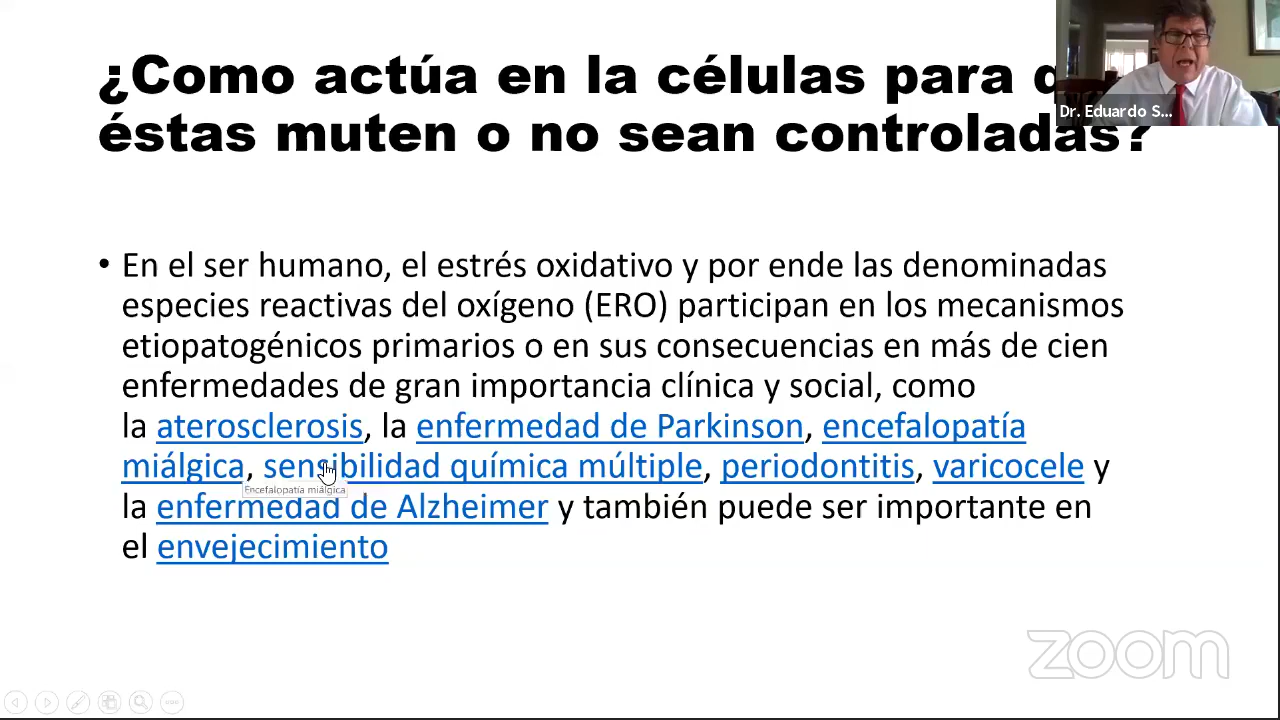 ¿Como actúa en la células para
éstas muten o no sean controladas?
Dr. Eduardo S...
• En el ser humano, el estrés oxidativo y por ende las denominadas
especies reactivas del oxígeno (ERO) participan en los mecanismos
etiopatogénicos primarios o en sus consecuencias en más de cien
enfermedades de gran importancia clínica y social, como
la aterosclerosis, la enfermedad de Parkinson, encefalopatía
miálgica, sensibilidad química múltiple, periodontitis, varicocele y
Encefalopatía miálgica
la enfermedad de Alzheimer y también puede ser importante en
el envejecimiento
zoom